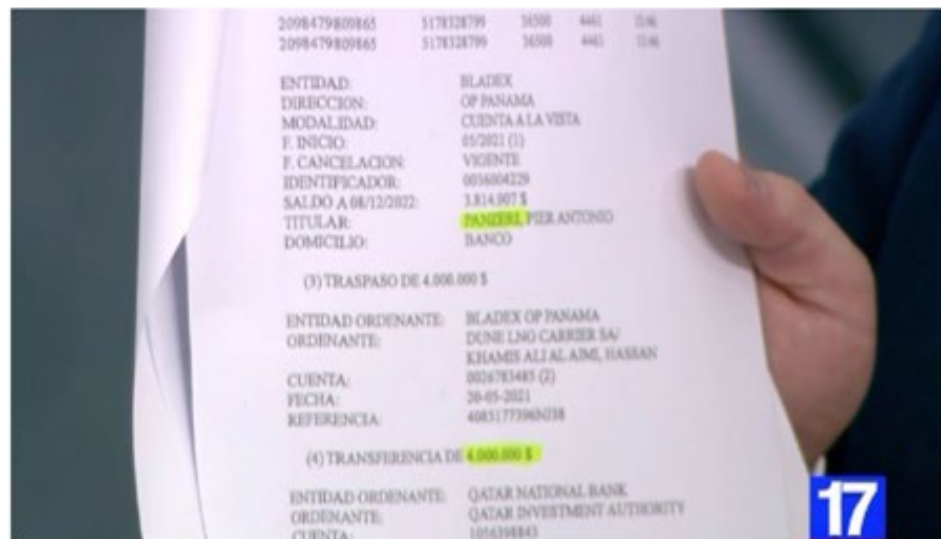 2098479809865 5178328799 36500 4461 15:46
2098479809865 5178328799 36500 4461 15:46
ENTIDAD: BLADEX
DIRECCION: OP PANAMA
MODALIDAD: CUENTA A LA VISTA
F. INICIO: 05/2021 (1)
F. CANCELACION: VIGENTE
IDENTIFICADOR: 0036004229
SALDO A 08/12/2022: 3.814.907 $
TITULAR: PANZERI, PIER ANTONIO
DOMICILIO: BANCO
(3) TRASPASO DE 4.000.000 $
ENTIDAD ORDENANTE: BLADEX OP PANAMA
ORDENANTE: DUNE LNG CARRIER SA/
KHAMIS ALI AL AJMI, HASSAN
CUENTA: 0026783485 (2)
FECHA: 20-05-2021
REFERENCIA:
(4) TRANSFERENCIA DE 4.000.000 $
ENTIDAD ORDENANTE: QATAR NATIONAL BANK
ORDENANTE: QATAR INVESTMENT AUTHORITY
CUENTA: 1056398843
17